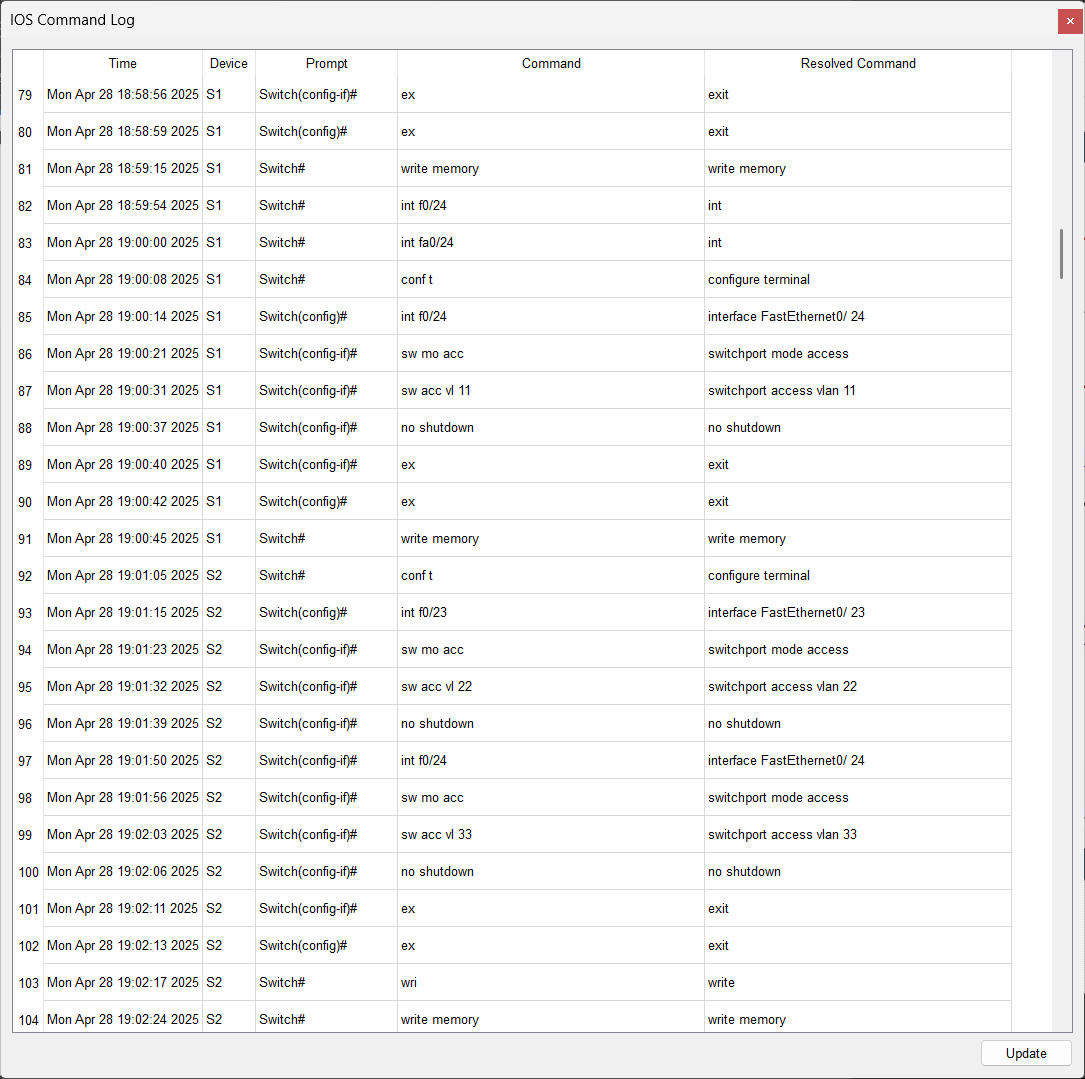 IOS Command Log
Time Device Prompt Command Resolved Command
79 Mon Apr 28 18:58:56 2025 S1 Switch(config-if)# ex exit
80 Mon Apr 28 18:58:59 2025 S1 Switch(config)# ex exit
81 Mon Apr 28 18:59:15 2025 S1 Switch# write memory write memory
82 Mon Apr 28 18:59:54 2025 S1 Switch# int f0/24 int
83 Mon Apr 28 19:00:00 2025 S1 Switch# int fa0/24 int
84 Mon Apr 28 19:00:08 2025 S1 Switch# conf t configure terminal
85 Mon Apr 28 19:00:14 2025 S1 Switch(config)# int f0/24 interface FastEthernet0/ 24
86 Mon Apr 28 19:00:21 2025 S1 Switch(config-if)# sw mo acc switchport mode access
87 Mon Apr 28 19:00:31 2025 S1 Switch(config-if)# sw acc vl 11 switchport access vlan 11
88 Mon Apr 28 19:00:37 2025 S1 Switch(config-if)# no shutdown no shutdown
89 Mon Apr 28 19:00:40 2025 S1 Switch(config-if)# ex exit
90 Mon Apr 28 19:00:42 2025 S1 Switch(config)# ex exit
91 Mon Apr 28 19:00:45 2025 S1 Switch# write memory write memory
92 Mon Apr 28 19:01:05 2025 S2 Switch# conf t configure terminal
93 Mon Apr 28 19:01:15 2025 S2 Switch(config)# int f0/23 interface FastEthernet0/ 23
94 Mon Apr 28 19:01:23 2025 S2 Switch(config-if)# sw mo acc switchport mode access
95 Mon Apr 28 19:01:32 2025 S2 Switch(config-if)# sw acc vl 22 switchport access vlan 22
96 Mon Apr 28 19:01:39 2025 S2 Switch(config-if)# no shutdown no shutdown
97 Mon Apr 28 19:01:50 2025 S2 Switch(config-if)# int f0/24 interface FastEthernet0/ 24
98 Mon Apr 28 19:01:56 2025 S2 Switch(config-if)# sw mo acc switchport mode access
99 Mon Apr 28 19:02:03 2025 S2 Switch(config-if)# sw acc vl 33 switchport access vlan 33
100 Mon Apr 28 19:02:06 2025 S2 Switch(config-if)# no shutdown no shutdown
101 Mon Apr 28 19:02:11 2025 S2 Switch(config-if)# ex exit
102 Mon Apr 28 19:02:13 2025 S2 Switch(config)# ex exit
103 Mon Apr 28 19:02:17 2025 S2 Switch# wri write
104 Mon Apr 28 19:02:24 2025 S2 Switch# write memory write memory
Update